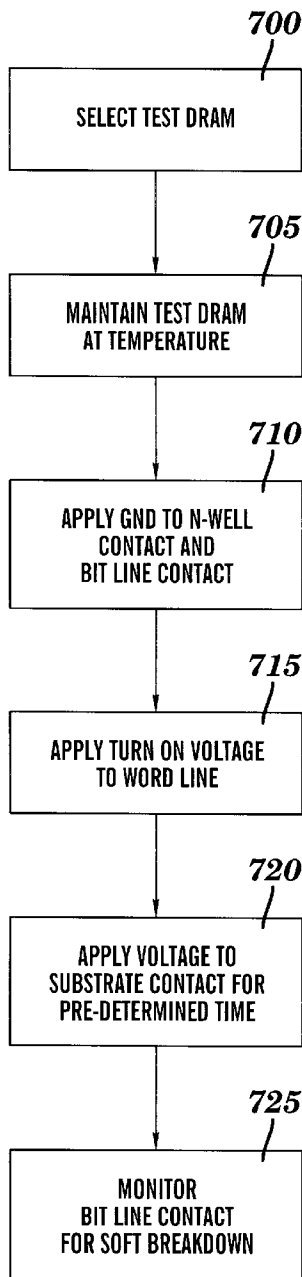 700
SELECT TEST DRAM
705
MAINTAIN TEST DRAM
AT TEMPERATURE
710
APPLY GND TO N-WELL
CONTACT AND
BIT LINE CONTACT
715
APPLY TURN ON VOLTAGE
TO WORD LINE
720
APPLY VOLTAGE TO
SUBSTRATE CONTACT FOR
PRE-DETERMINED TIME
725
MONITOR
BIT LINE CONTACT
FOR SOFT BREAKDOWN